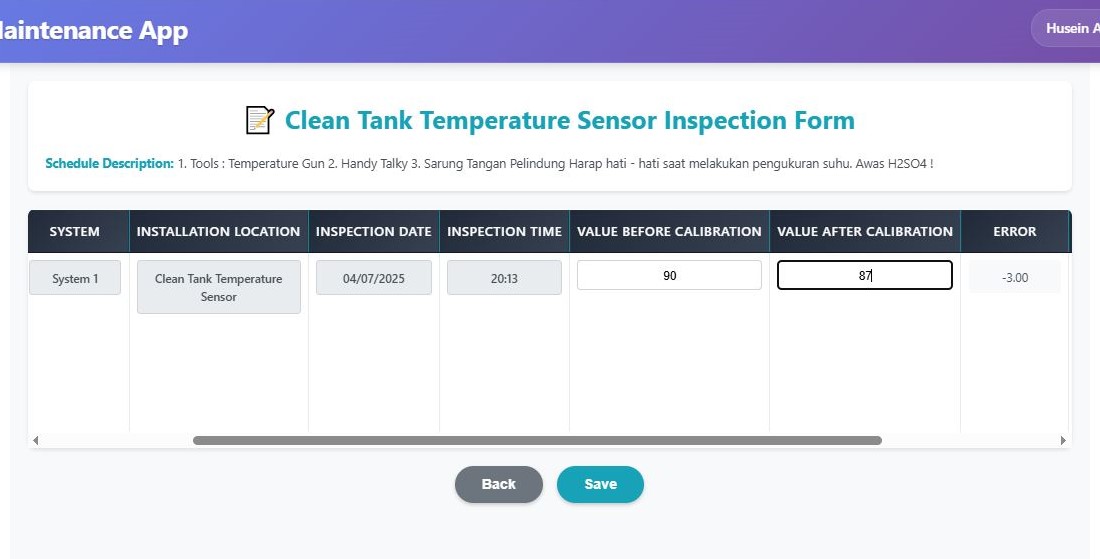 aintenance App
Husein A
Clean Tank Temperature Sensor Inspection Form
Schedule Description: 1. Tools : Temperature Gun 2. Handy Talky 3. Sarung Tangan Pelindung Harap hati - hati saat melakukan pengukuran suhu. Awas H2SO4 !
SYSTEM INSTALLATION LOCATION INSPECTION DATE INSPECTION TIME VALUE BEFORE CALIBRATION VALUE AFTER CALIBRATION ERROR
System 1 Clean Tank Temperature Sensor 04/07/2025 20:13 90 87 -3.00
Back Save